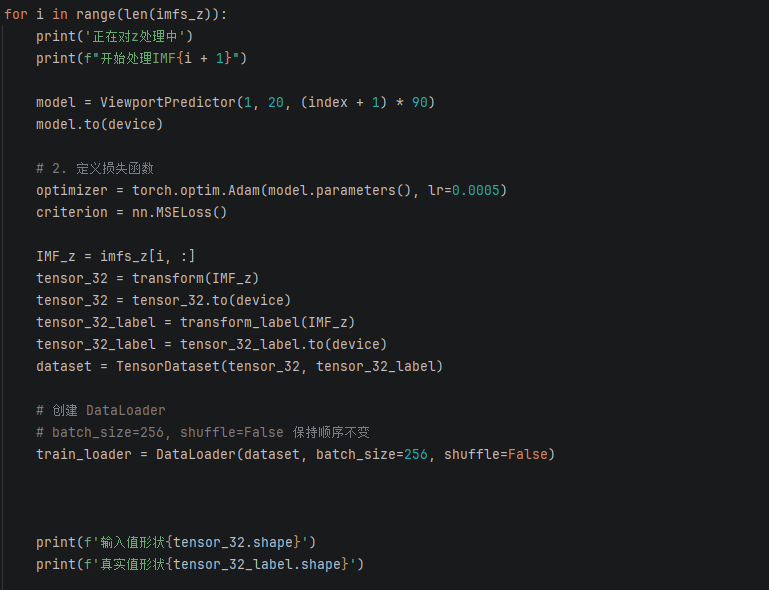 for i in range(len(imfs_z)):
    print('正在对z处理中')
    print(f"开始处理IMF{i + 1}")
    model = ViewportPredictor(1, 20, (index + 1) * 90)
    model.to(device)
    # 2. 定义损失函数
    optimizer = torch.optim.Adam(model.parameters(), lr=0.0005)
    criterion = nn.MSELoss()
    IMF_z = imfs_z[i, :]
    tensor_32 = transform(IMF_z)
    tensor_32 = tensor_32.to(device)
    tensor_32_label = transform_label(IMF_z)
    tensor_32_label = tensor_32_label.to(device)
    dataset = TensorDataset(tensor_32, tensor_32_label)
    # 创建 DataLoader
    # batch_size=256, shuffle=False 保持顺序不变
    train_loader = DataLoader(dataset, batch_size=256, shuffle=False)
    print(f'输入值形状{tensor_32.shape}')
    print(f'真实值形状{tensor_32_label.shape}')